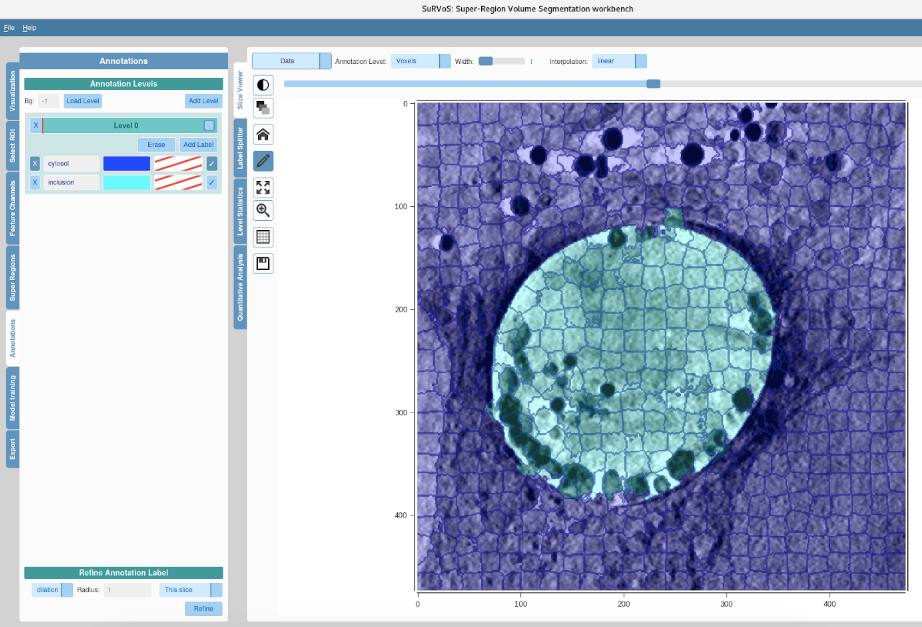 SuRVoS: Super-Region Volume Segmentation workbench
File Help
Visualization
Select ROI
Feature Channels
Super Regions
Annotations
Model training
Export
Annotations
Annotation Levels
Bg: -1 Load Level Add Level
X Level 0
Erase Add Label
X cytosol ✓
X inclusion ✓
Refine Annotation Label
dilation Radius: 1 This slice
Refine
Slice Viewer
Label Splitter
Level Statistics
Quantitative Analysis
Data Annotation Level: Voxels Width: 1 Interpolation: linear
0
100
200
300
400
0 100 200 300 400